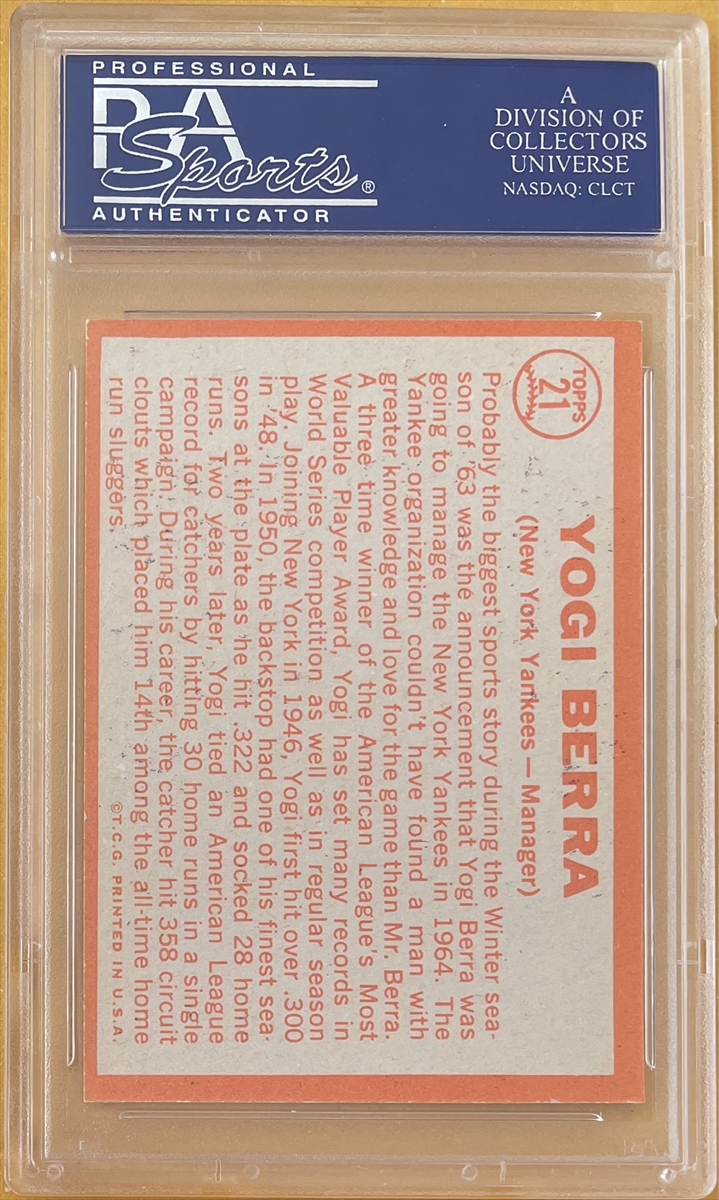 PROFESSIONAL
PSA
Sports®
AUTHENTICATOR
A
DIVISION OF
COLLECTORS
UNIVERSE
NASDAQ: CLCT
TOPPS
21
YOGI BERRA
(New York Yankees — Manager)
Probably the biggest sports story during the Winter sea-
son of '63 was the announcement that Yogi Berra was
going to manage the New York Yankees in 1964. The
Yankee organization couldn't have found a man with
greater knowledge and love for the game than Mr. Berra.
A three time winner of the American League's Most
Valuable Player Award, Yogi has set many records in
World Series competition as well as in regular season
play. Joining New York in 1946, Yogi first hit over .300
in '48. In 1950, the backstop had one of his finest sea-
sons at the plate as he hit .322 and socked 28 home
runs. Two years later, Yogi tied an American League
record for catchers by hitting 30 home runs in a single
campaign. During his career, the catcher hit 358 circuit
clouts which placed him 14th among the all-time home
run sluggers.
©T.C.G. PRINTED IN U.S.A.